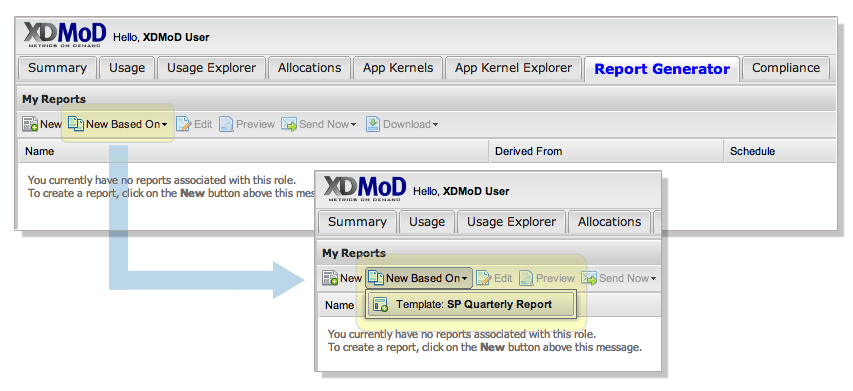 XDMoD Hello, XDMoD User
METRICS ON DEMAND
Summary Usage Usage Explorer Allocations App Kernels App Kernel Explorer Report Generator Compliance
My Reports
New New Based On Edit Preview Send Now Download
Name Derived From Schedule
You currently have no reports associated with this role.
To create a report, click on the New button above this mess
XDMoD Hello, XDMoD User
METRICS ON DEMAND
Summary Usage Usage Explorer Allocations
My Reports
New New Based On Edit Preview Send Now
Name
Template: SP Quarterly Report
You currently have no reports associated with this role.
To create a report, click on the New button above this message.